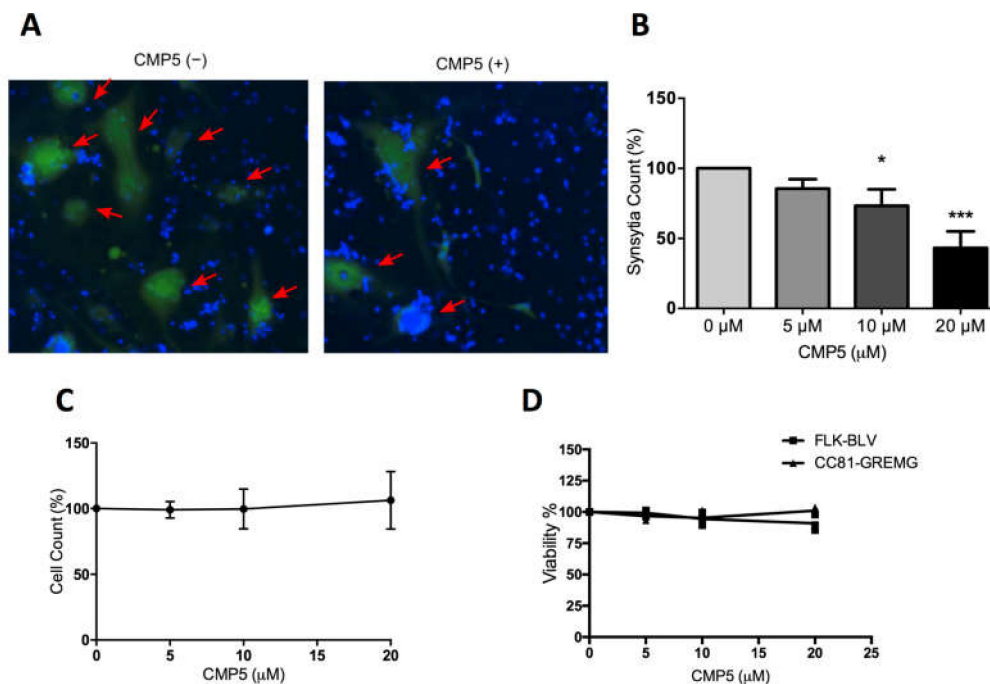 A
CMP5 (−)
CMP5 (+)
B
150
100
50
0
Synsytia Count (%)
*
***
0 μM
5 μM
10 μM
20 μM
CMP5 (μM)
C
150
100
50
0
Cell Count (%)
0
5
10
15
20
CMP5 (μM)
D
FLK-BLV
CC81-GREMG
150
125
100
75
50
25
0
Viability %
0
5
10
15
20
25
CMP5 (μM)